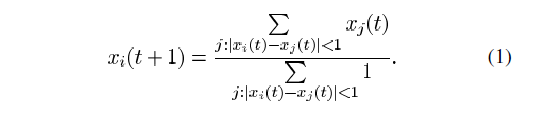 x_i(t + 1) = \frac{\sum_{j:|x_i(t)-x_j(t)|<1} x_j(t)}{\sum_{j:|x_i(t)-x_j(t)|<1} 1}. (1)